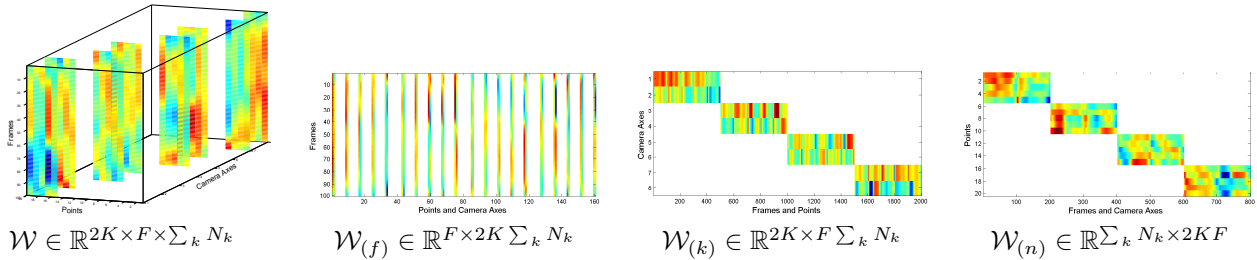 Frames
Points
Camera Axes
10
20
30
40
50
60
70
80
90
100
20 40 60 80 100 120 140 160
Frames
Points and Camera Axes
1
2
3
4
5
6
7
8
200 400 600 800 1000 1200 1400 1600 1800 2000
Camera Axes
Frames and Points
2
4
6
8
10
12
14
16
18
20
100 200 300 400 500 600 700 800
Points
Frames and Camera Axes
𝒲 ∈ ℝ^{2K×F×∑_k N_k}
𝒲_{(f)} ∈ ℝ^{F×2K ∑_k N_k}
𝒲_{(k)} ∈ ℝ^{2K×F ∑_k N_k}
𝒲_{(n)} ∈ ℝ^{∑_k N_k×2KF}